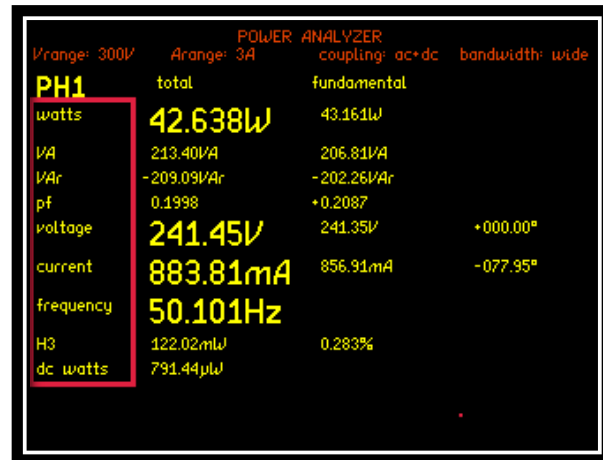 POWER ANALYZER
Vrange: 300V Arange: 3A coupling: ac+dc bandwidth: wide
PH1 total fundamental
watts 42.638W 43.161W
VA 213.40VA 206.81VA
VAr -209.09VAr -202.26VAr
pf 0.1998 +0.2087
voltage 241.45V 241.35V +000.00°
current 883.81mA 856.91mA -077.95°
frequency 50.101Hz
H3 122.02mW 0.283%
dc watts 791.44µW